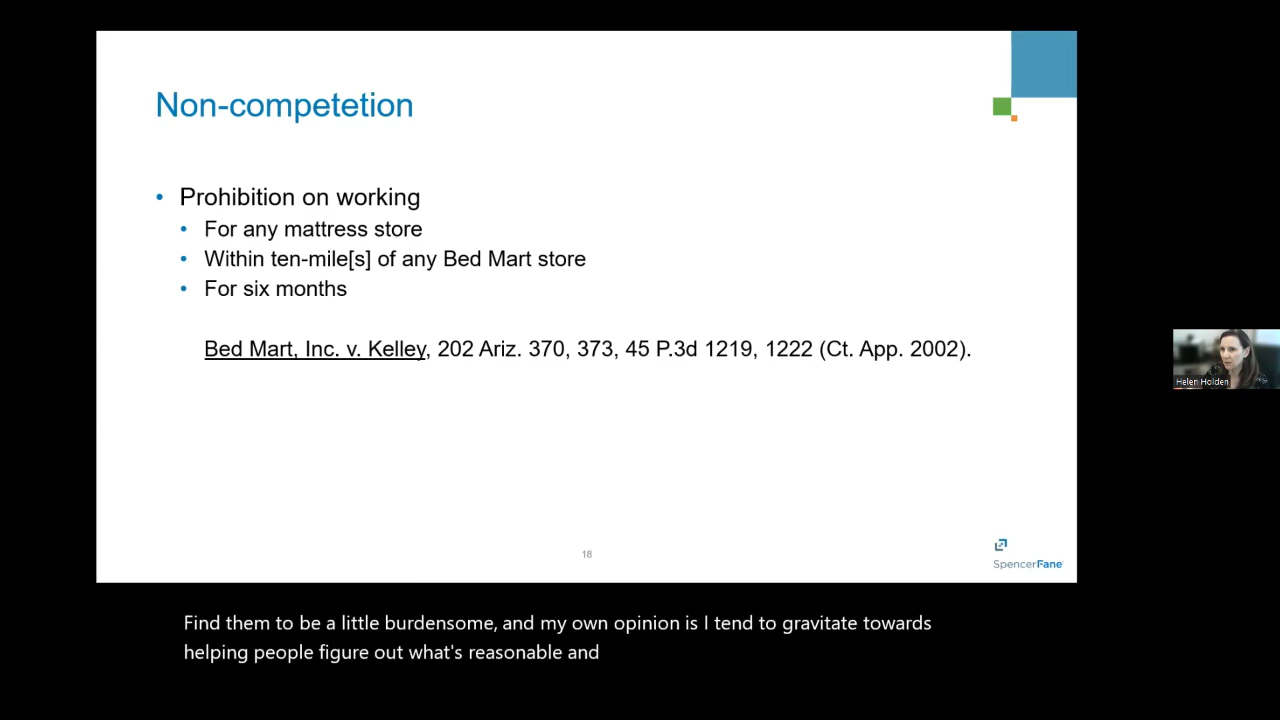 Non-competetion
• Prohibition on working
• For any mattress store
• Within ten-mile[s] of any Bed Mart store
• For six months
Bed Mart, Inc. v. Kelley, 202 Ariz. 370, 373, 45 P.3d 1219, 1222 (Ct. App. 2002).
Helen Holden
18
SpencerFane
Find them to be a little burdensome, and my own opinion is I tend to gravitate towards
helping people figure out what's reasonable and